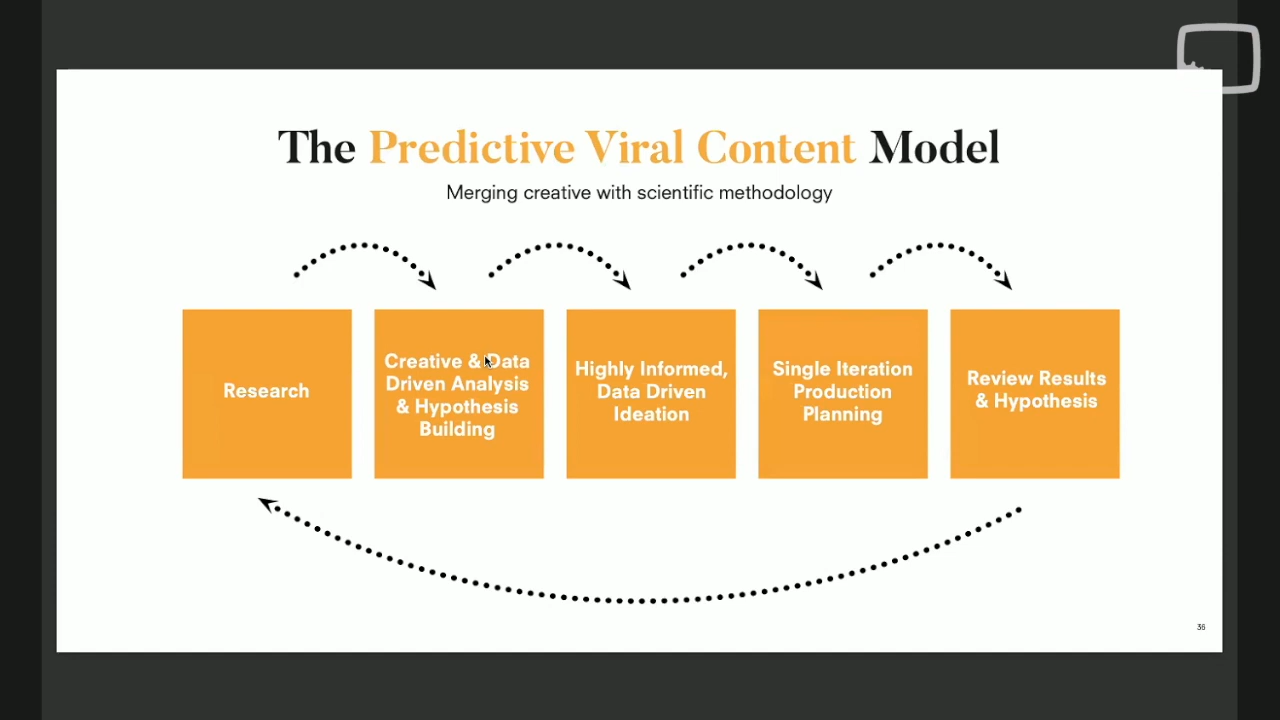 The Predictive Viral Content Model
Merging creative with scientific methodology
Research
Creative & Data
Driven Analysis
& Hypothesis
Building
Highly Informed,
Data Driven
Ideation
Single Iteration
Production
Planning
Review Results
& Hypothesis
36